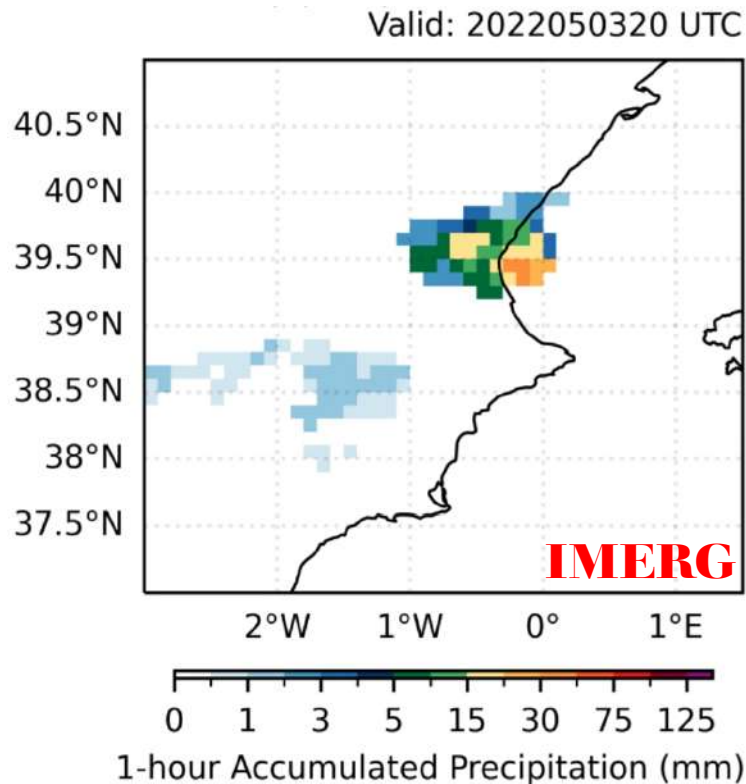 Valid: 2022050320 UTC
40.5°N
40°N
39.5°N
39°N
38.5°N
38°N
37.5°N
IMERG
2°W 1°W 0° 1°E
0 1 3 5 15 30 75 125
1-hour Accumulated Precipitation (mm)